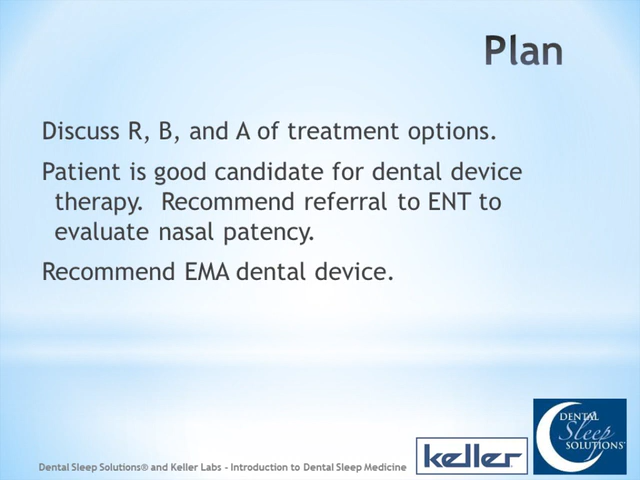 Plan
Discuss R, B, and A of treatment options.
Patient is good candidate for dental device
therapy.  Recommend referral to ENT to
evaluate nasal patency.
Recommend EMA dental device.
Dental Sleep Solutions® and Keller Labs - Introduction to Dental Sleep Medicine
keller
DENTAL
Sleep
SOLUTIONS